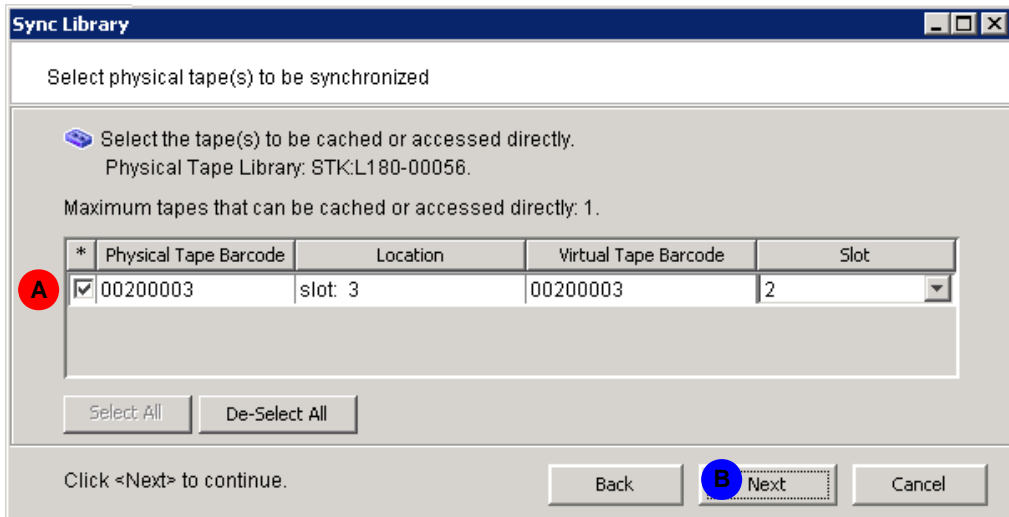 Sync Library
Select physical tape(s) to be synchronized
Select the tape(s) to be cached or accessed directly.
Physical Tape Library: STK:L180-00056.
Maximum tapes that can be cached or accessed directly: 1.
* Physical Tape Barcode Location Virtual Tape Barcode Slot
A 00200003 slot: 3 00200003 2
Select All De-Select All
Click <Next> to continue. Back B Next Cancel